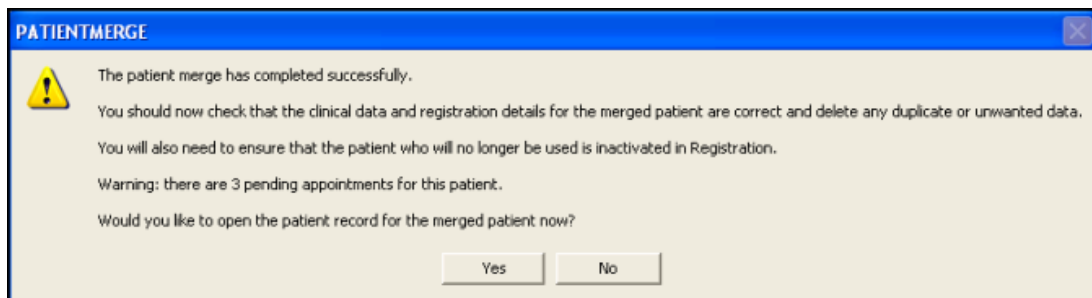 PATIENTMERGE
The patient merge has completed successfully.
You should now check that the clinical data and registration details for the merged patient are correct and delete any duplicate or unwanted data.
You will also need to ensure that the patient who will no longer be used is inactivated in Registration.
Warning: there are 3 pending appointments for this patient.
Would you like to open the patient record for the merged patient now?
Yes No